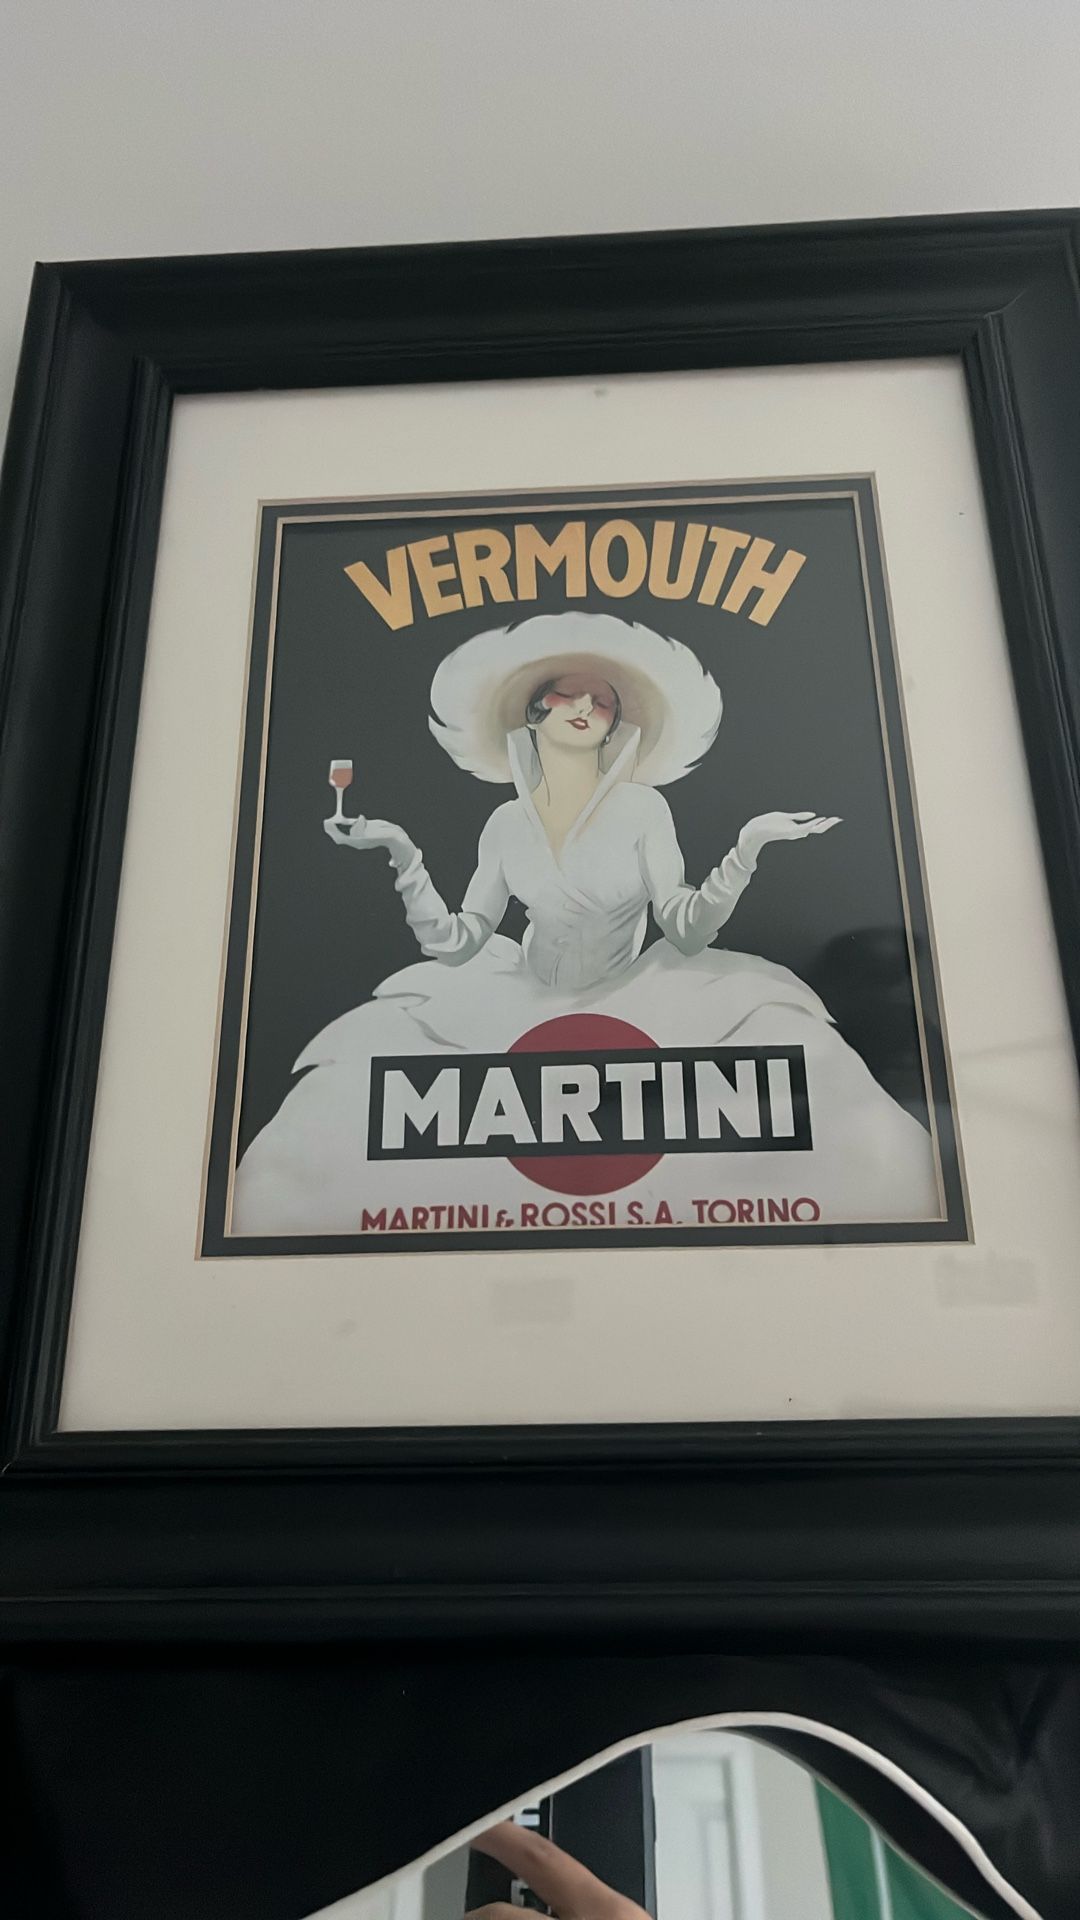 VERMOUTH
MARTINI
MARTINI & ROSSI S.A. TORINO